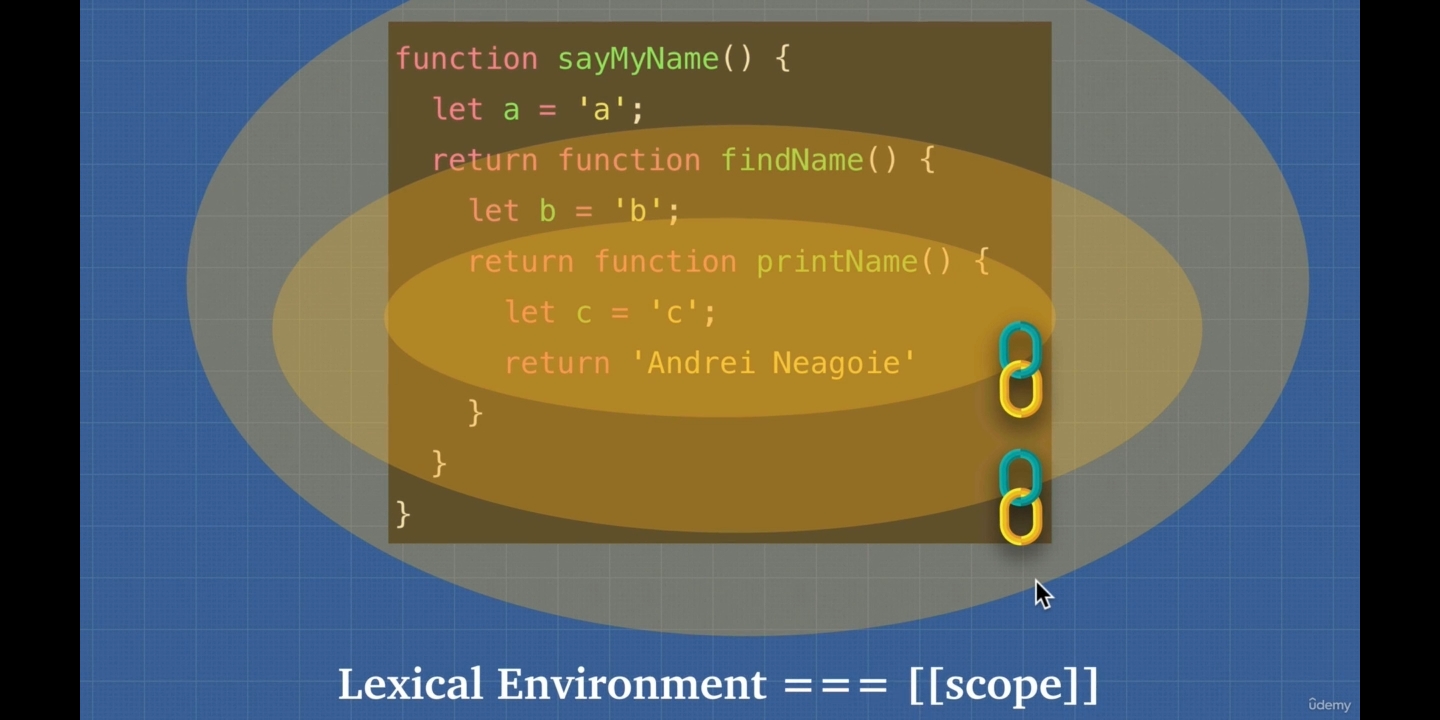 function sayMyName() {
let a = 'a';
return function findName() {
let b = 'b';
return function printName() {
let c = 'c';
return 'Andrei Neagoie'
}
}
}
Lexical Environment === [[scope]]
ûdemy